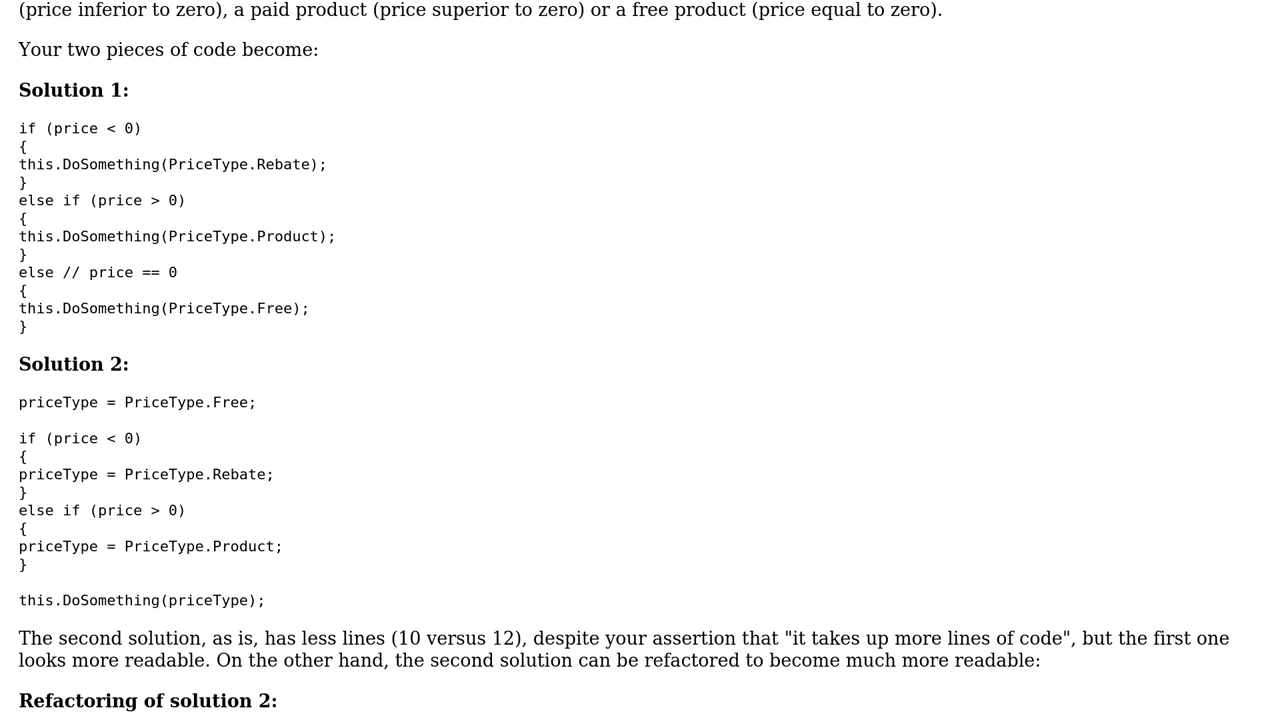 (price inferior to zero), a paid product (price superior to zero) or a free product (price equal to zero).
Your two pieces of code become:
Solution 1:
if (price < 0)
{
this.DoSomething(PriceType.Rebate);
}
else if (price > 0)
{
this.DoSomething(PriceType.Product);
}
else // price == 0
{
this.DoSomething(PriceType.Free);
}
Solution 2:
priceType = PriceType.Free;
if (price < 0)
{
priceType = PriceType.Rebate;
}
else if (price > 0)
{
priceType = PriceType.Product;
}
this.DoSomething(priceType);
The second solution, as is, has less lines (10 versus 12), despite your assertion that "it takes up more lines of code", but the first one
looks more readable. On the other hand, the second solution can be refactored to become much more readable:
Refactoring of solution 2: